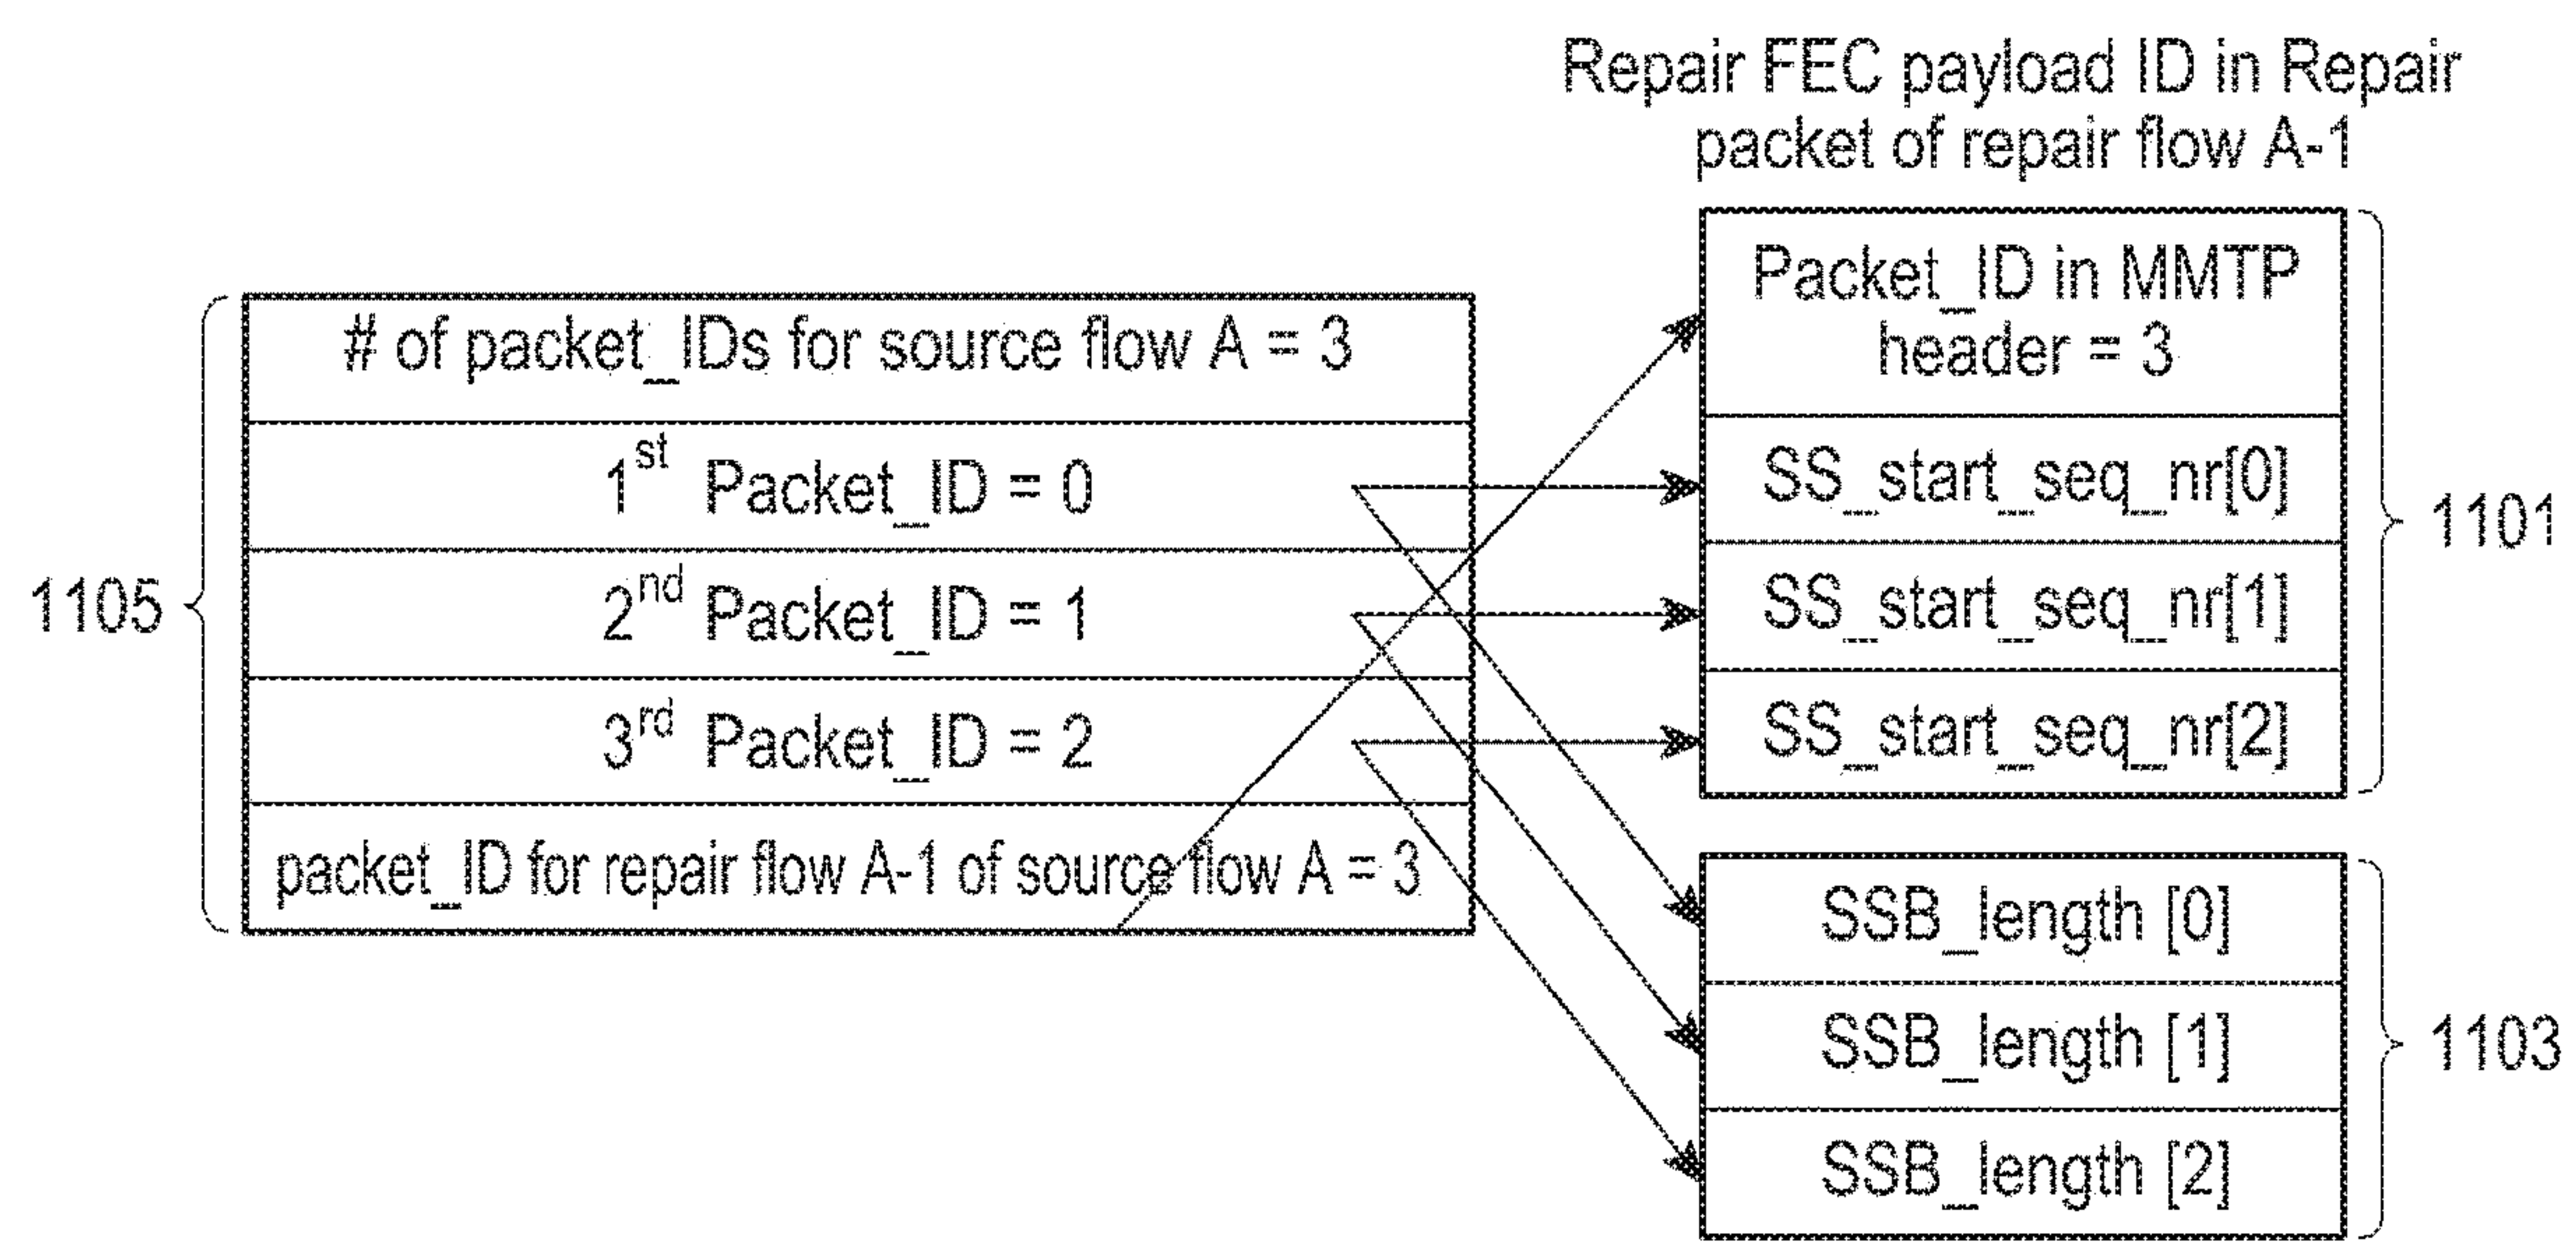 Repair FEC payload ID in Repair
packet of repair flow A-1
1105
# of packet_IDs for source flow A = 3
1st Packet_ID = 0
2nd Packet_ID = 1
3rd Packet_ID = 2
packet_ID for repair flow A-1 of source flow A = 3
Packet_ID in MMTP
header = 3
SS_start_seq_nr[0]
SS_start_seq_nr[1]
SS_start_seq_nr[2]
1101
SSB_length [0]
SSB_length [1]
SSB_length [2]
1103